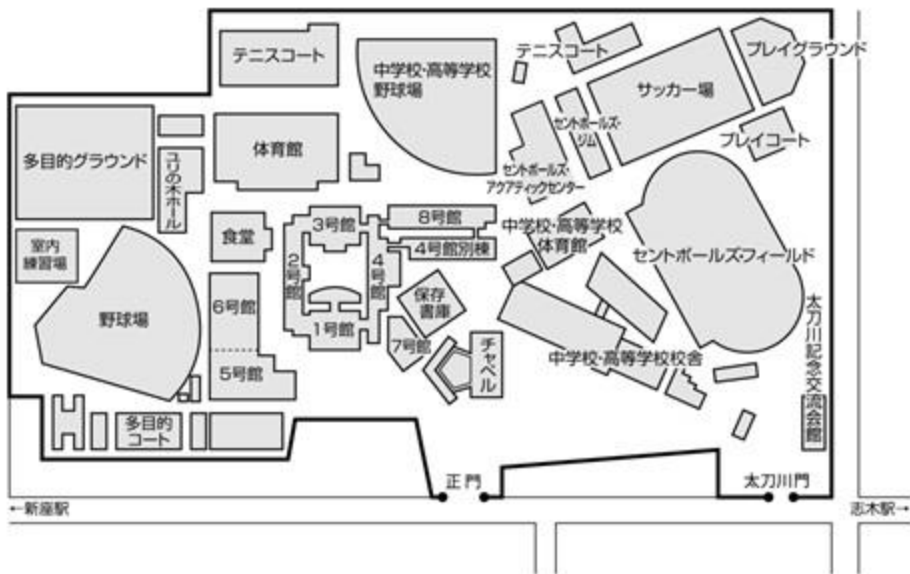 テニスコート
中学校・高等学校
野球場
テニスコート
プレイグラウンド
サッカー場
セントポールズ・
ジム
プレイコート
多目的グラウンド
ユリの木ホール
体育館
セントポールズ・
アクアティックセンター
食堂
3号館
8号館
4号館別棟
中学校・高等学校
体育館
セントポールズ・フィールド
室内
練習場
2号館
4号館
6号館
1号館
保存
書庫
野球場
7号館
チャペル
5号館
中学校・高等学校校舎
太刀川記念交流会館
多目的
コート
正門
太刀川門
←新座駅
志木駅→